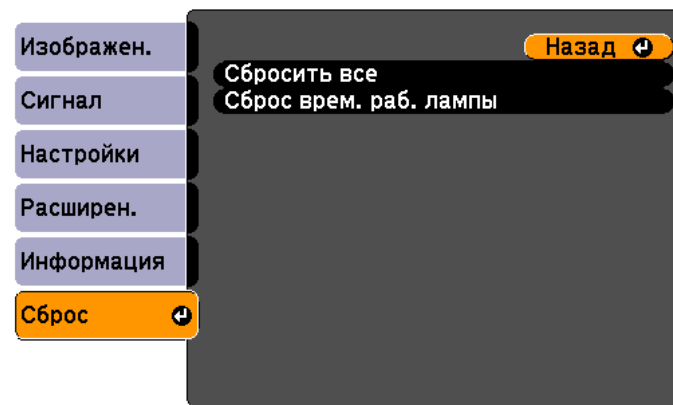 Изображен.
Сигнал
Настройки
Расширен.
Информация
Сброс
Назад
Сбросить все
Сброс врем. раб. лампы